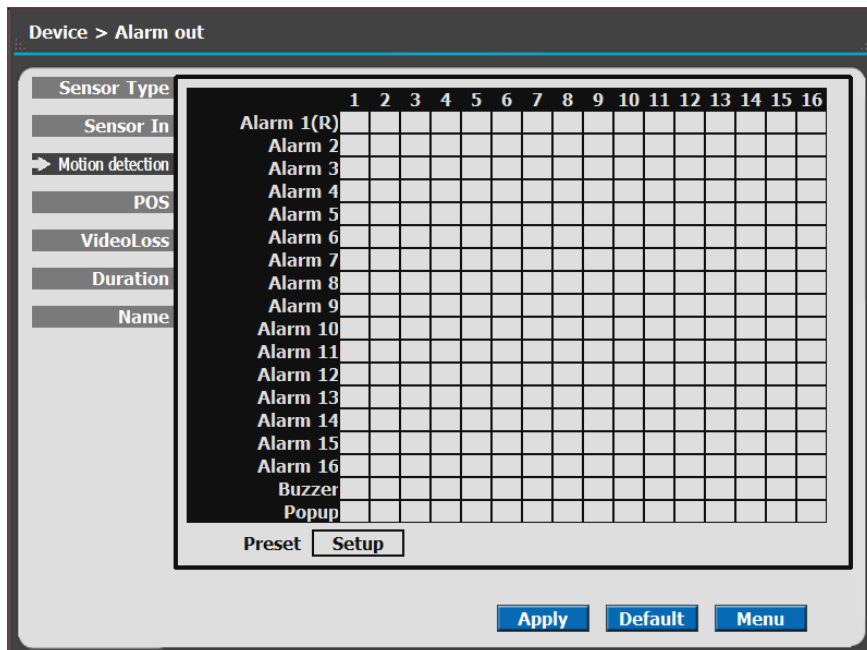 Device > Alarm out
Sensor Type
Sensor In
Motion detection
POS
VideoLoss
Duration
Name
1 2 3 4 5 6 7 8 9 10 11 12 13 14 15 16
Alarm 1(R)
Alarm 2
Alarm 3
Alarm 4
Alarm 5
Alarm 6
Alarm 7
Alarm 8
Alarm 9
Alarm 10
Alarm 11
Alarm 12
Alarm 13
Alarm 14
Alarm 15
Alarm 16
Buzzer
Popup
Preset Setup
Apply Default Menu